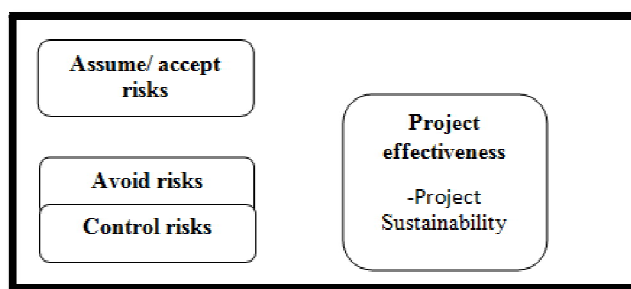 Assume/ accept
risks
Avoid risks
Control risks
Project
effectiveness
-Project
Sustainability